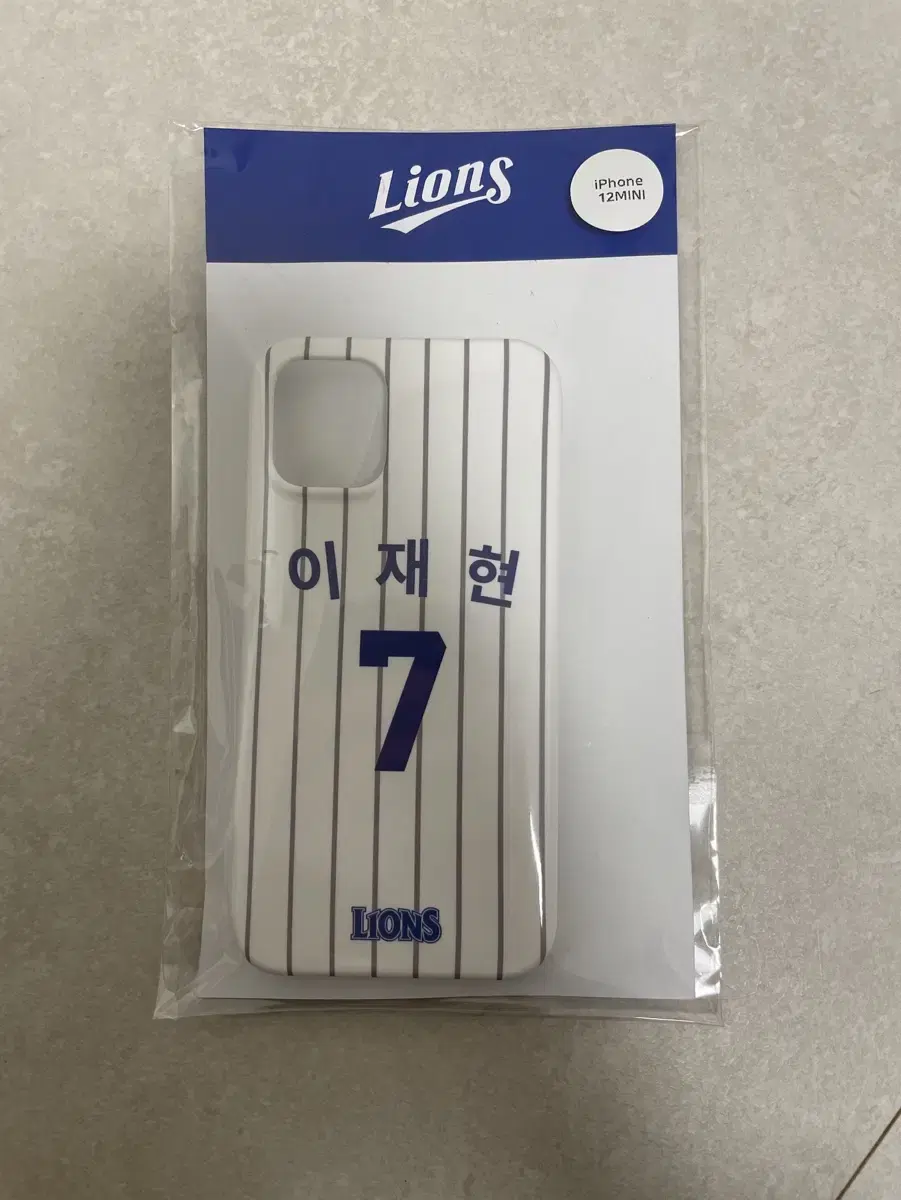 Lions
iPhone
12MINI
이재현
7
LIONS